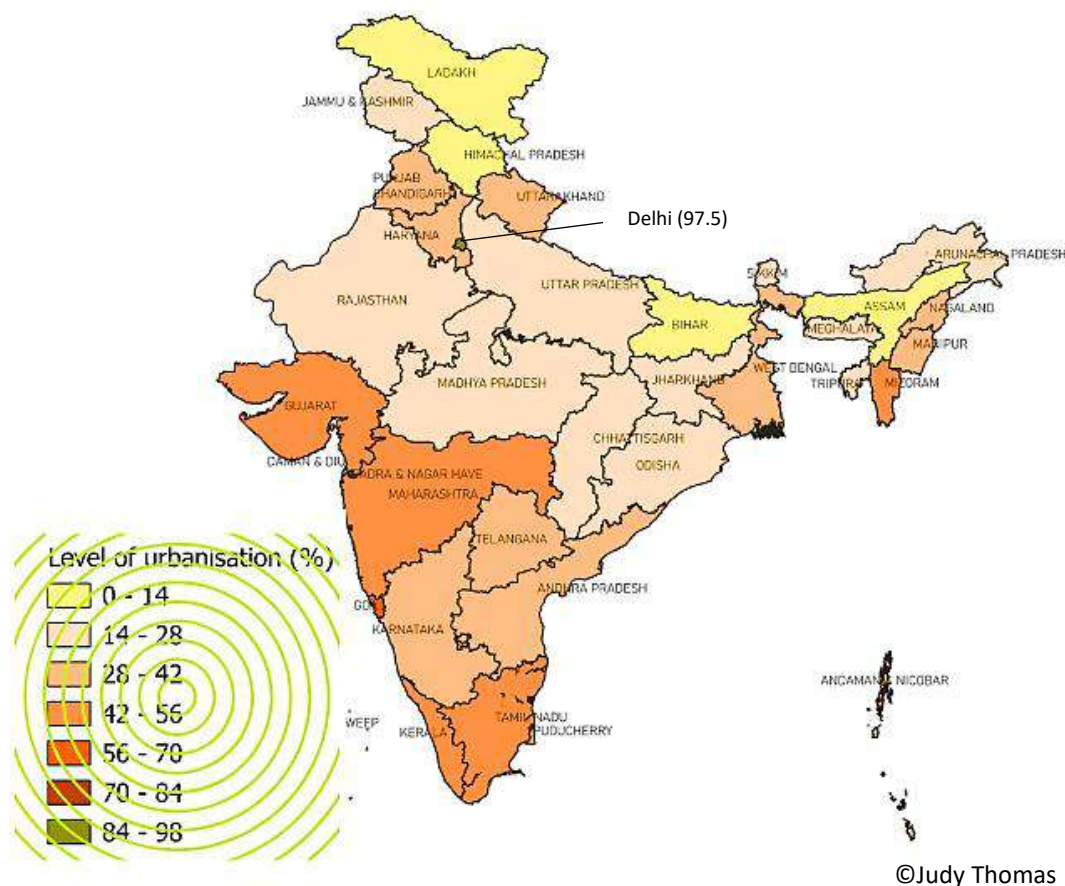 LADAKH
JAMMU & KASHMIR
HIMACHAL PRADESH
PUNJAB
CHANDIGARH
UTTARAKHAND
Delhi (97.5)
HARYANA
ARUNACHAL PRADESH
SIKKIM
UTTAR PRADESH
RAJASTHAN
ASSAM
NAGALAND
BIHAR
MEGHALAYA
MANIPUR
WEST BENGAL
MADHYA PRADESH
JHARKHAND
TRIPURA
MIZORAM
GUJARAT
CHHATTISGARH
DAMAN & DIU
ADRA & NAGAR HAVE
ODISHA
MAHARASHTRA
TELANGANA
Level of urbanisation (%)
0 - 14
14 - 28
28 - 42
42 - 56
56 - 70
70 - 84
84 - 98
ANDHRA PRADESH
GO
KARNATAKA
ANDAMAN & NICOBAR
WEEP
KERALA
TAMIL NADU
PUDUCHERRY
©Judy Thomas